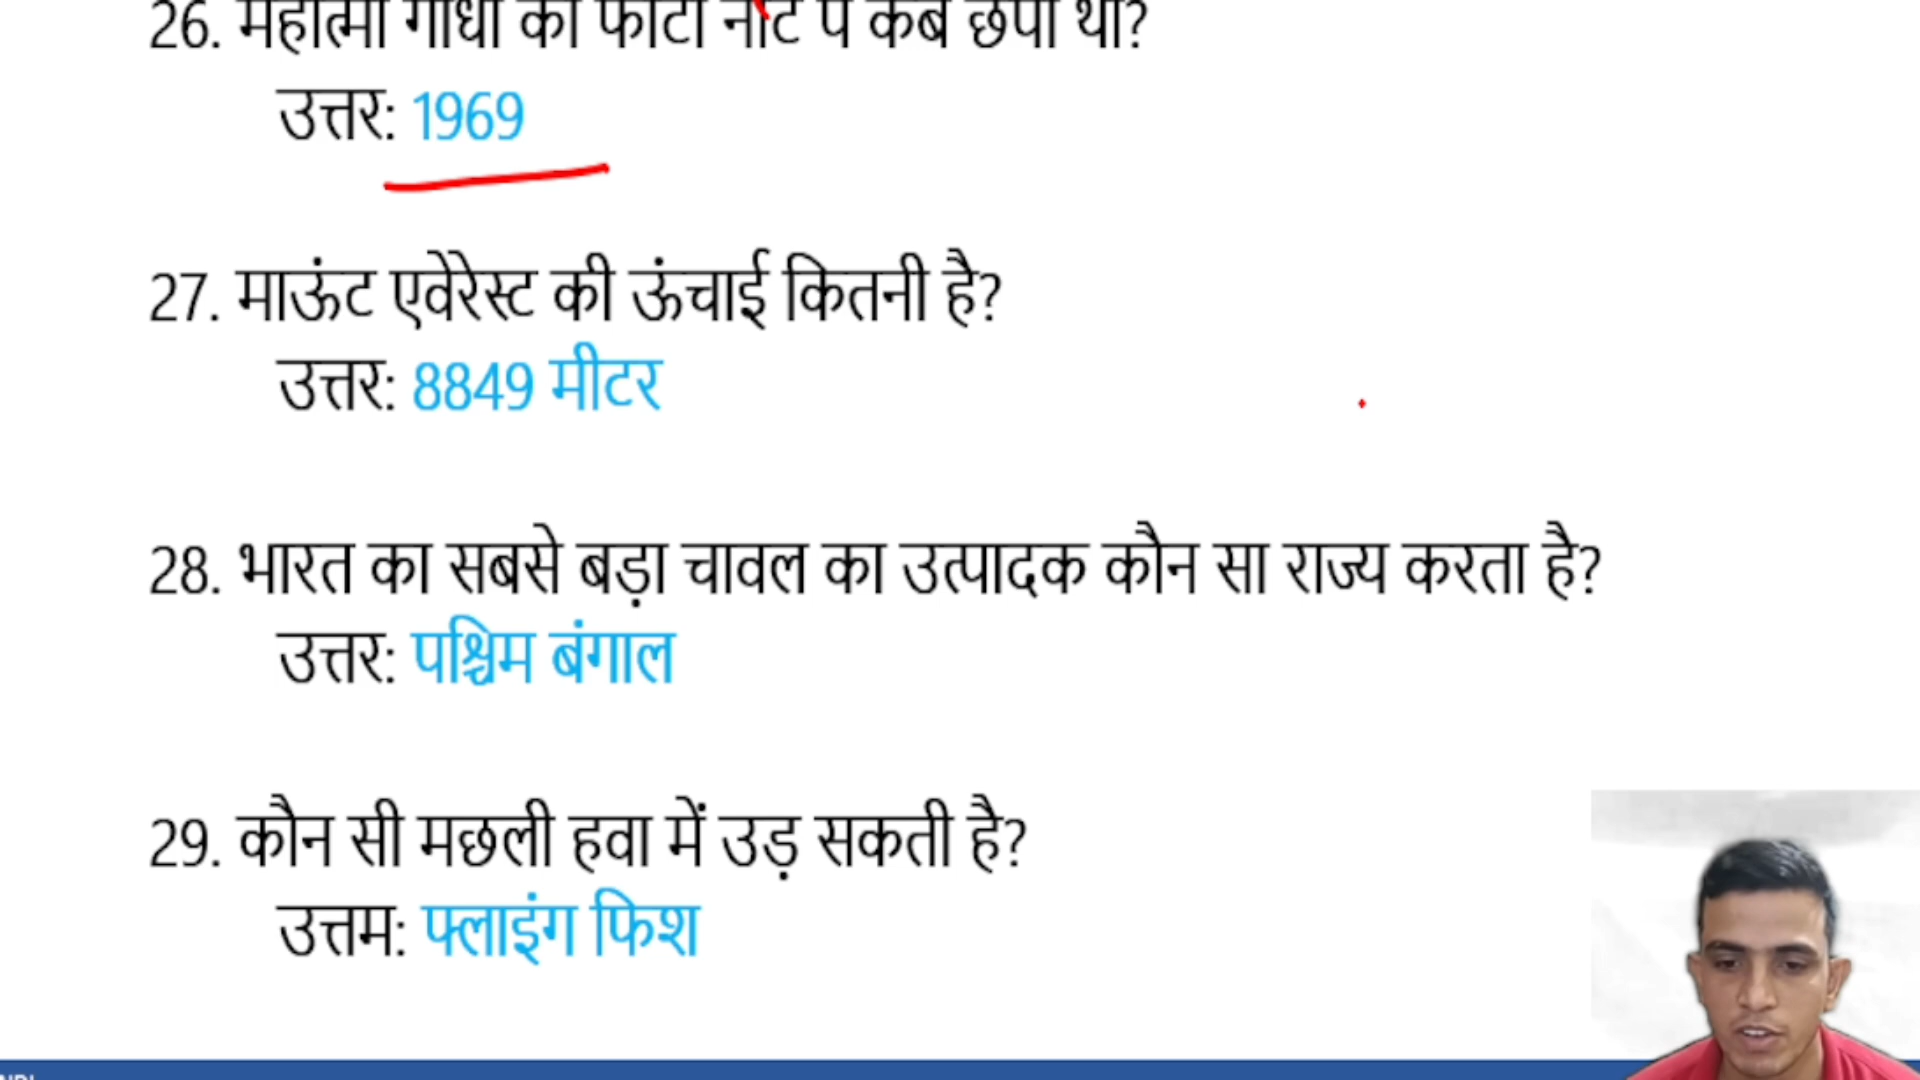 26. महात्मा गांधी का फोटो नोट पे कब छपा था?
उत्तर: 1969
27. माऊंट एवेरेस्ट की ऊंचाई कितनी है?
उत्तर: 8849 मीटर
28. भारत का सबसे बड़ा चावल का उत्पादक कौन सा राज्य करता है?
उत्तर: पश्चिम बंगाल
29. कौन सी मछली हवा में उड़ सकती है?
उत्तम: फ्लाइंग फिश